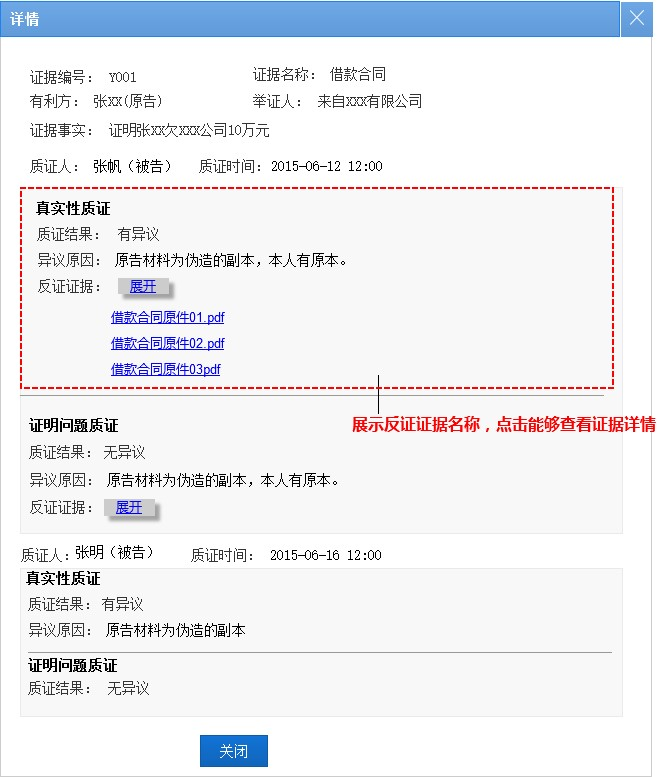 详情
证据编号： Y001 证据名称： 借款合同
有利方： 张XX(原告) 举证人： 来自XXX有限公司
证据事实： 证明张XX欠XXX公司10万元
质证人： 张帆（被告） 质证时间：2015-06-12 12:00
真实性质证
质证结果： 有异议
异议原因： 原告材料为伪造的副本，本人有原本。
反证证据： 展开
借款合同原件01.pdf
借款合同原件02.pdf
借款合同原件03pdf
展示反证证据名称，点击能够查看证据详情
证明问题质证
质证结果： 无异议
异议原因： 原告材料为伪造的副本，本人有原本。
反证证据： 展开
质证人：张明（被告） 质证时间： 2015-06-16 12:00
真实性质证
质证结果： 有异议
异议原因： 原告材料为伪造的副本
证明问题质证
质证结果： 无异议
关闭